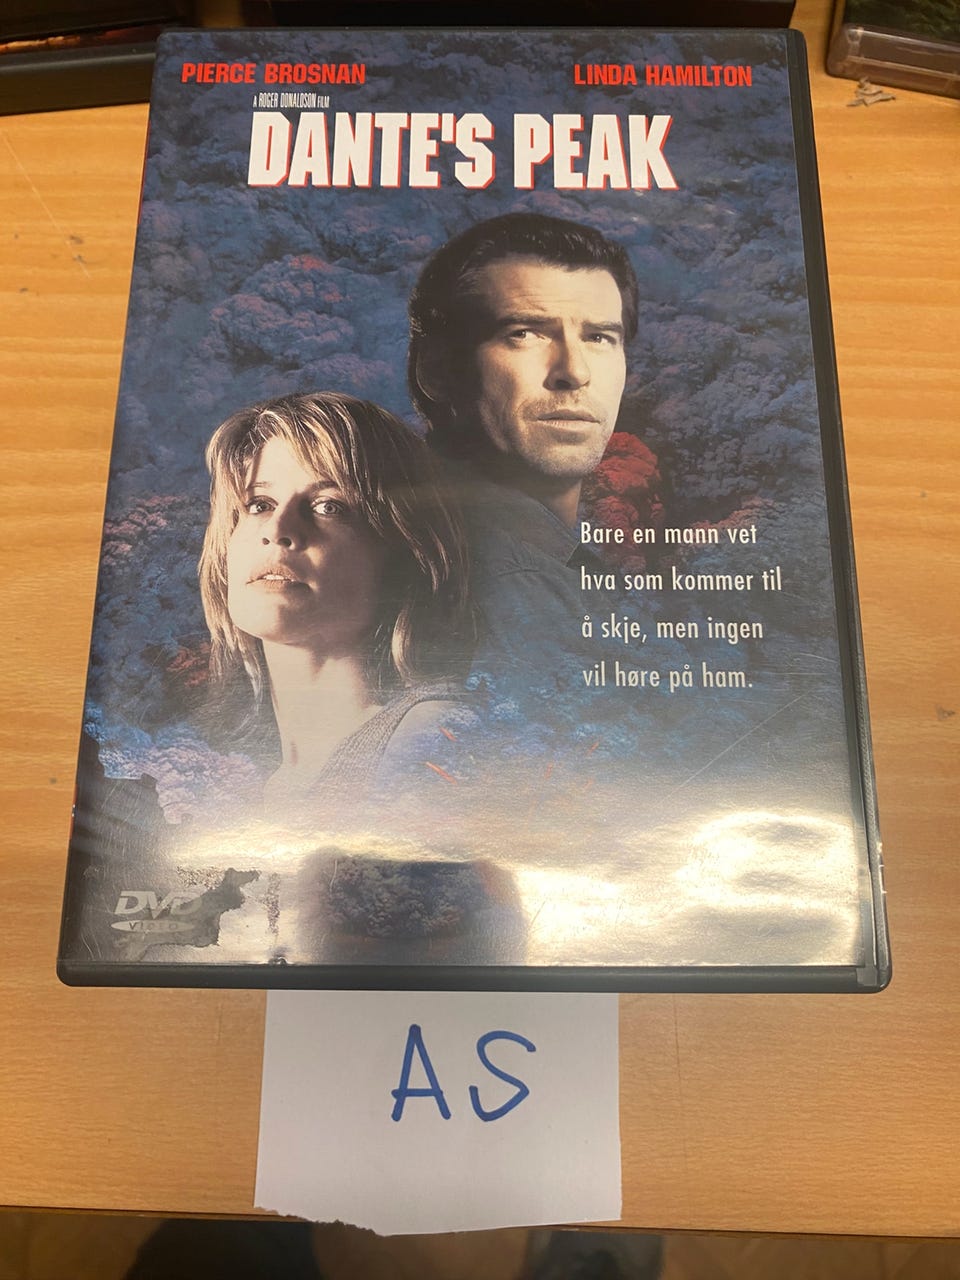 PIERCE BROSNAN
LINDA HAMILTON
A ROGER DONALDSON FILM
DANTE'S PEAK
Bare en mann vet
hva som kommer til
å skje, men ingen
vil høre på ham.
DVD
VIDEO
AS